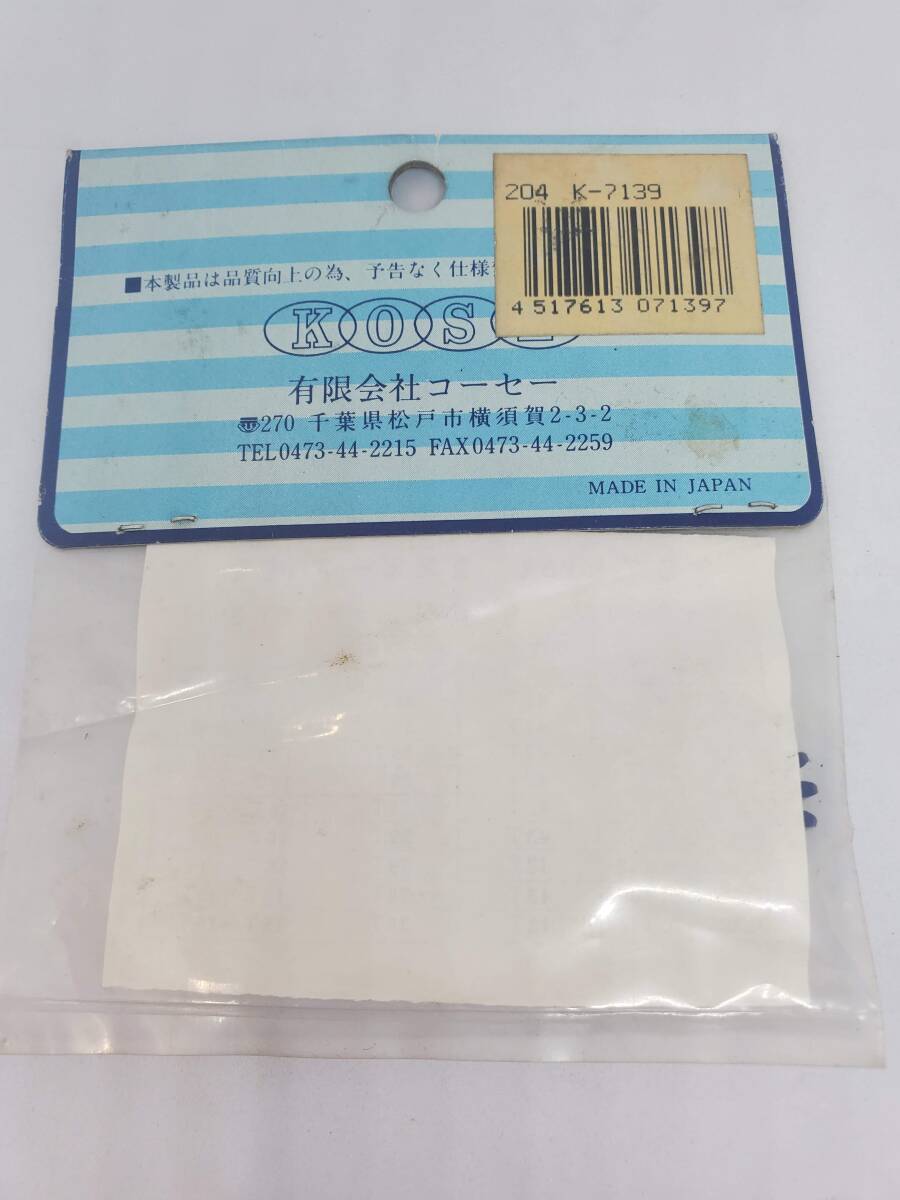 204 K-7139
4 517613 071397
■本製品は品質向上の為、予告なく仕様
KOS
有限会社コーセー
〠270 千葉県松戸市横須賀2-3-2
TEL0473-44-2215 FAX0473-44-2259
MADE IN JAPAN